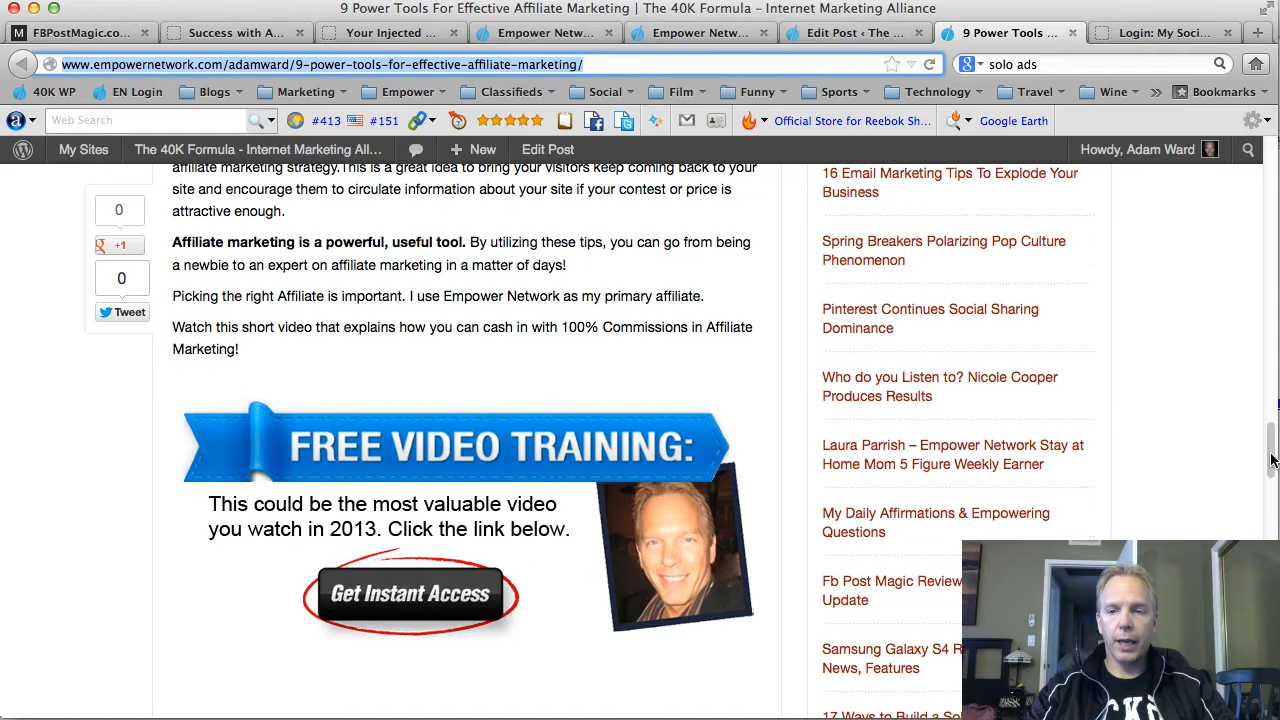 9 Power Tools For Effective Affiliate Marketing | The 40K Formula – Internet Marketing Alliance
FBPostMagic.co...
Success with A...
Your Injected ...
Empower Netw...
Empower Netw...
Edit Post ‹ The ...
9 Power Tools ...
Login: My Soci...
www.empowernetwork.com/adamward/9-power-tools-for-effective-affiliate-marketing/
solo ads
40K WP
EN Login
Blogs
Marketing
Empower
Classifieds
Social
Film
Funny
Sports
Technology
Travel
Wine
Bookmarks
Web Search
#413
#151
Official Store for Reebok Sh...
Google Earth
My Sites
The 40K Formula - Internet Marketing All...
New
Edit Post
Howdy, Adam Ward
affiliate marketing strategy.This is a great idea to bring your visitors keep coming back to your
site and encourage them to circulate information about your site if your contest or price is
attractive enough.
Affiliate marketing is a powerful, useful tool. By utilizing these tips, you can go from being
a newbie to an expert on affiliate marketing in a matter of days!
Picking the right Affiliate is important. I use Empower Network as my primary affiliate.
Watch this short video that explains how you can cash in with 100% Commissions in Affiliate
Marketing!
0
+1
0
Tweet
FREE VIDEO TRAINING:
This could be the most valuable video
you watch in 2013. Click the link below.
Get Instant Access
16 Email Marketing Tips To Explode Your
Business
Spring Breakers Polarizing Pop Culture
Phenomenon
Pinterest Continues Social Sharing
Dominance
Who do you Listen to? Nicole Cooper
Produces Results
Laura Parrish – Empower Network Stay at
Home Mom 5 Figure Weekly Earner
My Daily Affirmations & Empowering
Questions
Fb Post Magic Review
Update
Samsung Galaxy S4 R
News, Features
17 Ways to Build a So